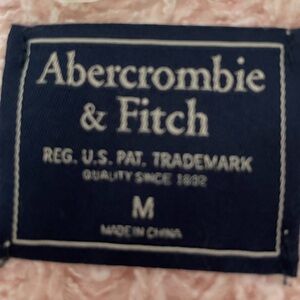 Abercrombie
& Fitch
REG. U.S. PAT. TRADEMARK
QUALITY SINCE 1892
M
MADE IN CHINA